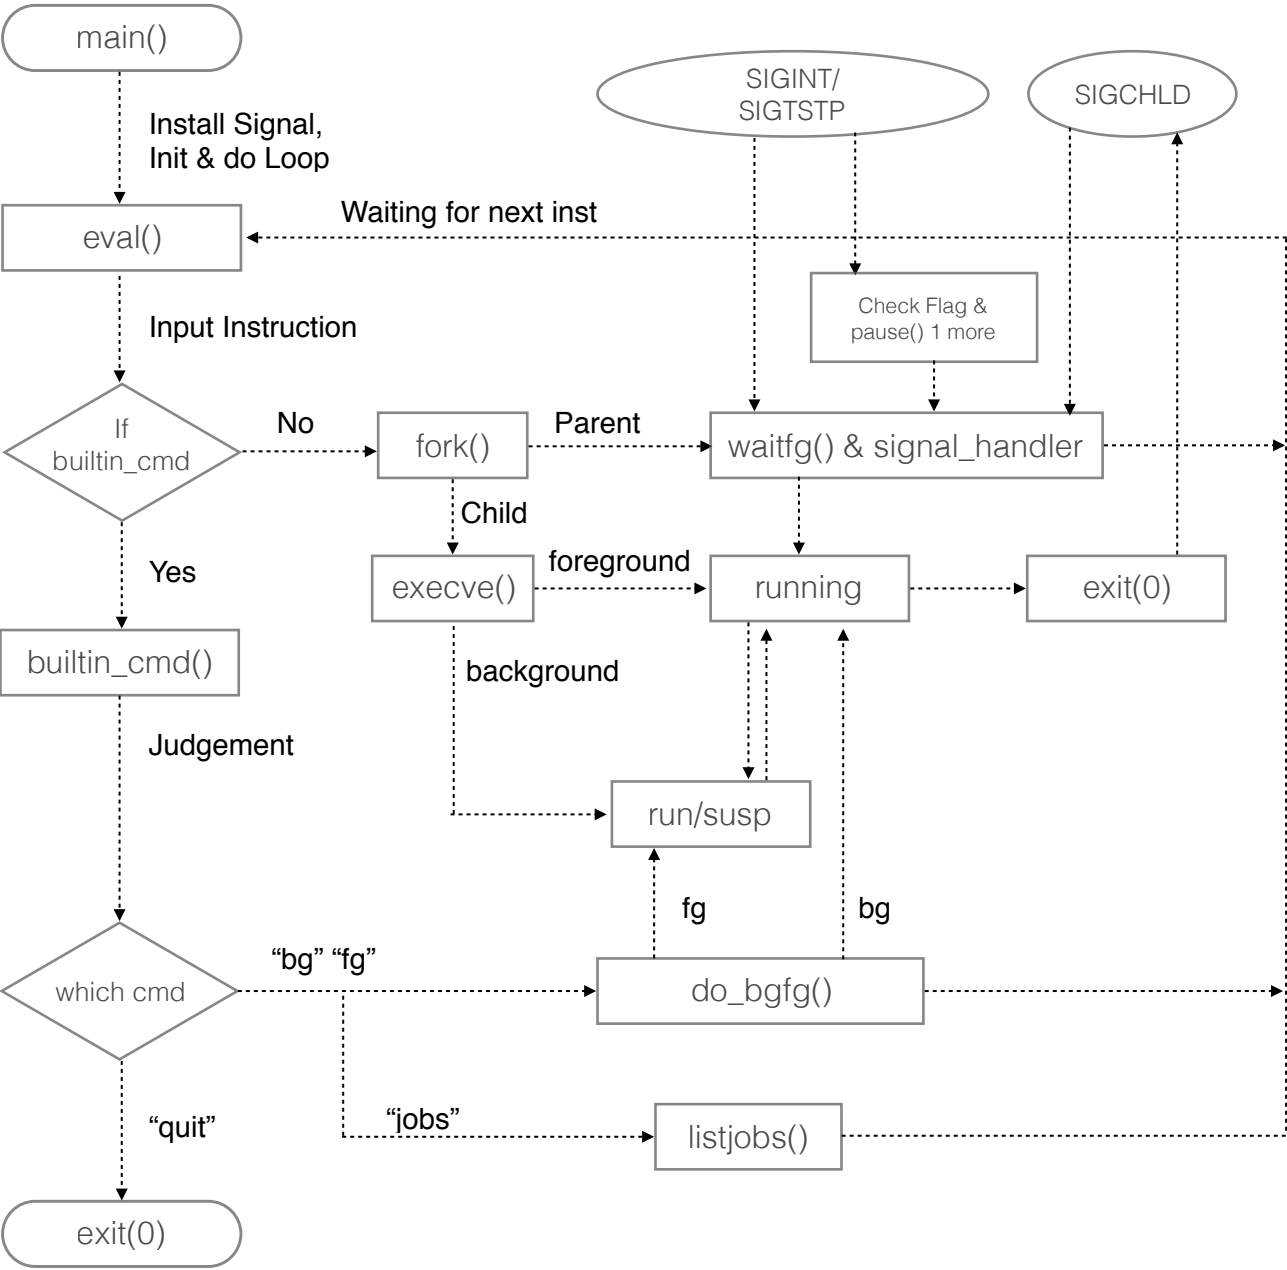 main()
SIGINT/
SIGTSTP
SIGCHLD
Install Signal,
Init & do Loop
Waiting for next inst
eval()
Check Flag &
pause() 1 more
Input Instruction
If
builtin_cmd
No
fork()
Parent
waitfg() & signal_handler
Child
Yes
execve()
foreground
running
exit(0)
builtin_cmd()
background
Judgement
run/susp
fg
bg
which cmd
“bg” “fg”
do_bgfg()
“quit”
“jobs”
listjobs()
exit(0)